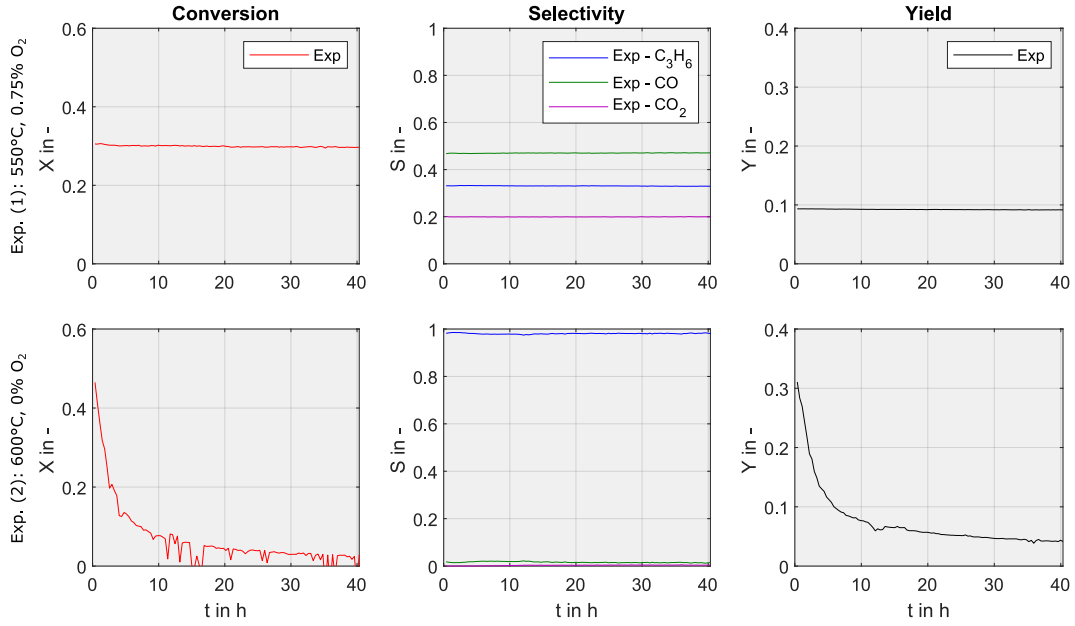 Conversion
Selectivity
Yield
Exp. (1): 550°C, 0.75% O2
X in -
0.6
0.4
0.2
0
Exp
0 10 20 30 40
S in -
1
0.8
0.6
0.4
0.2
0
Exp - C3H6
Exp - CO
Exp - CO2
0 10 20 30 40
Y in -
0.4
0.3
0.2
0.1
0
Exp
0 10 20 30 40
Exp. (2): 600°C, 0% O2
X in -
0.6
0.4
0.2
0
0 10 20 30 40
t in h
S in -
1
0.8
0.6
0.4
0.2
0
0 10 20 30 40
t in h
Y in -
0.4
0.3
0.2
0.1
0
0 10 20 30 40
t in h